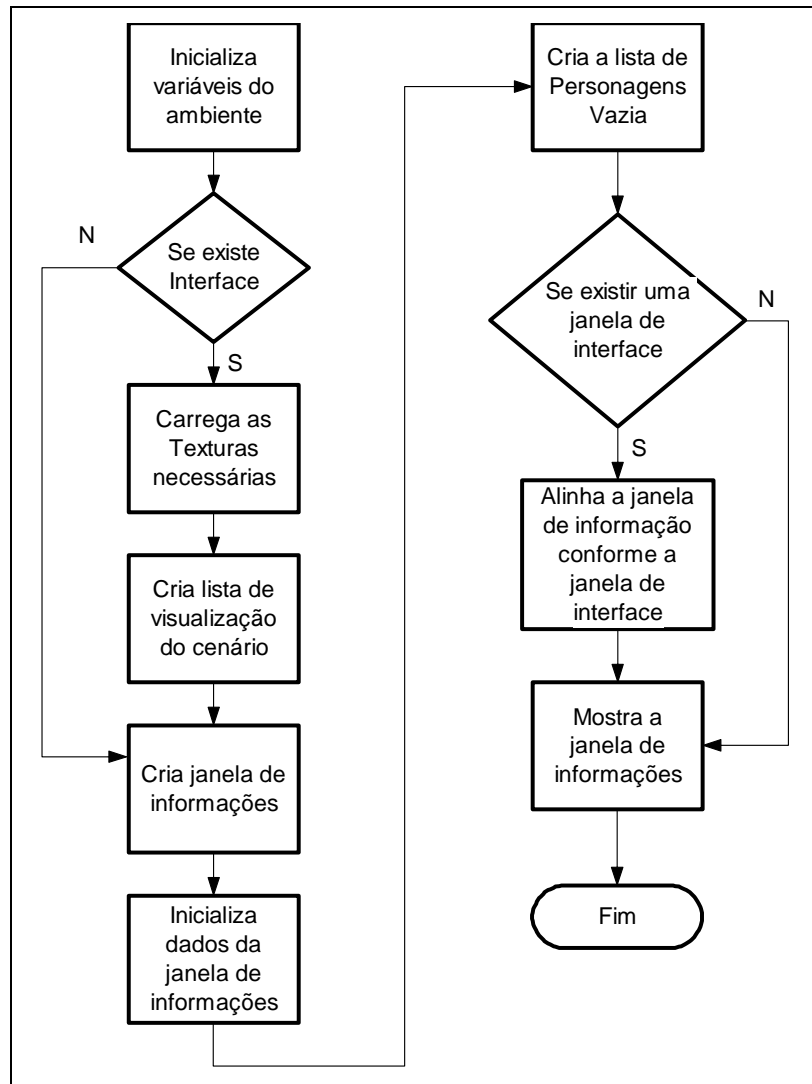 Inicializa
variáveis do
ambiente
N
Se existe
Interface
S
Carrega as
Texturas
necessárias
Cria lista de
visualização
do cenário
Cria janela de
informações
Inicializa
dados da
janela de
informações
Cria a lista de
Personagens
Vazia
Se existir uma
janela de
interface
N
S
Alinha a janela
de informação
conforme a
janela de
interface
Mostra a
janela de
informações
Fim